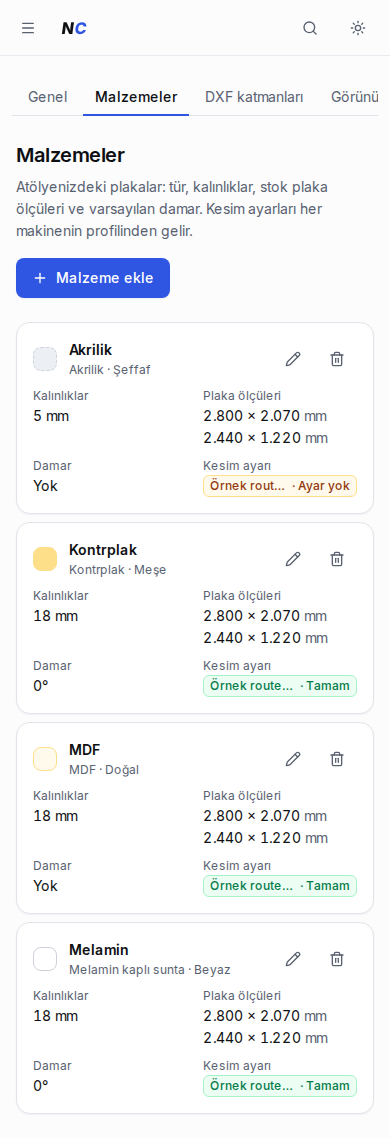 NC
Genel Malzemeler DXF katmanları Görünü
Malzemeler
Atölyenizdeki plakalar: tür, kalınlıklar, stok plaka
ölçüleri ve varsayılan damar. Kesim ayarları her
makinenin profilinden gelir.
+ Malzeme ekle
Akrilik
Akrilik · Şeffaf
Kalınlıklar Plaka ölçüleri
5 mm 2.800 × 2.070 mm
2.440 × 1.220 mm
Damar Kesim ayarı
Yok Örnek rout... · Ayar yok
Kontrplak
Kontrplak · Meşe
Kalınlıklar Plaka ölçüleri
18 mm 2.800 × 2.070 mm
2.440 × 1.220 mm
Damar Kesim ayarı
0° Örnek route... · Tamam
MDF
MDF · Doğal
Kalınlıklar Plaka ölçüleri
18 mm 2.800 × 2.070 mm
2.440 × 1.220 mm
Damar Kesim ayarı
Yok Örnek route... · Tamam
Melamin
Melamin kaplı sunta · Beyaz
Kalınlıklar Plaka ölçüleri
18 mm 2.800 × 2.070 mm
2.440 × 1.220 mm
Damar Kesim ayarı
0° Örnek route... · Tamam